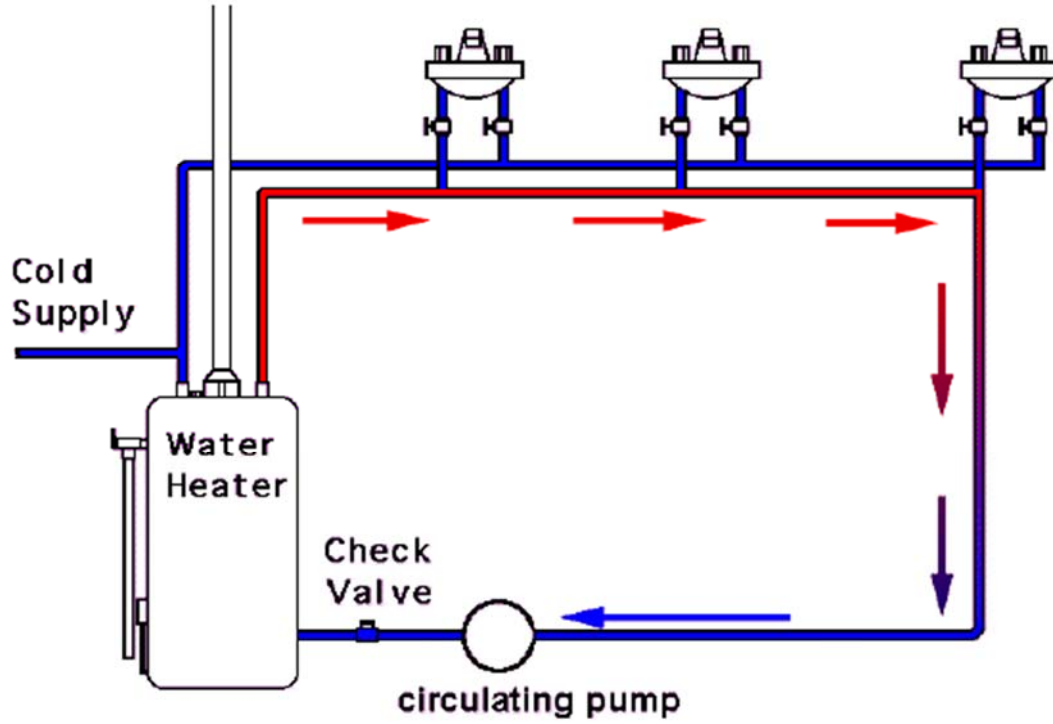 Cold
Supply
Water
Heater
Check
Valve
circulating pump